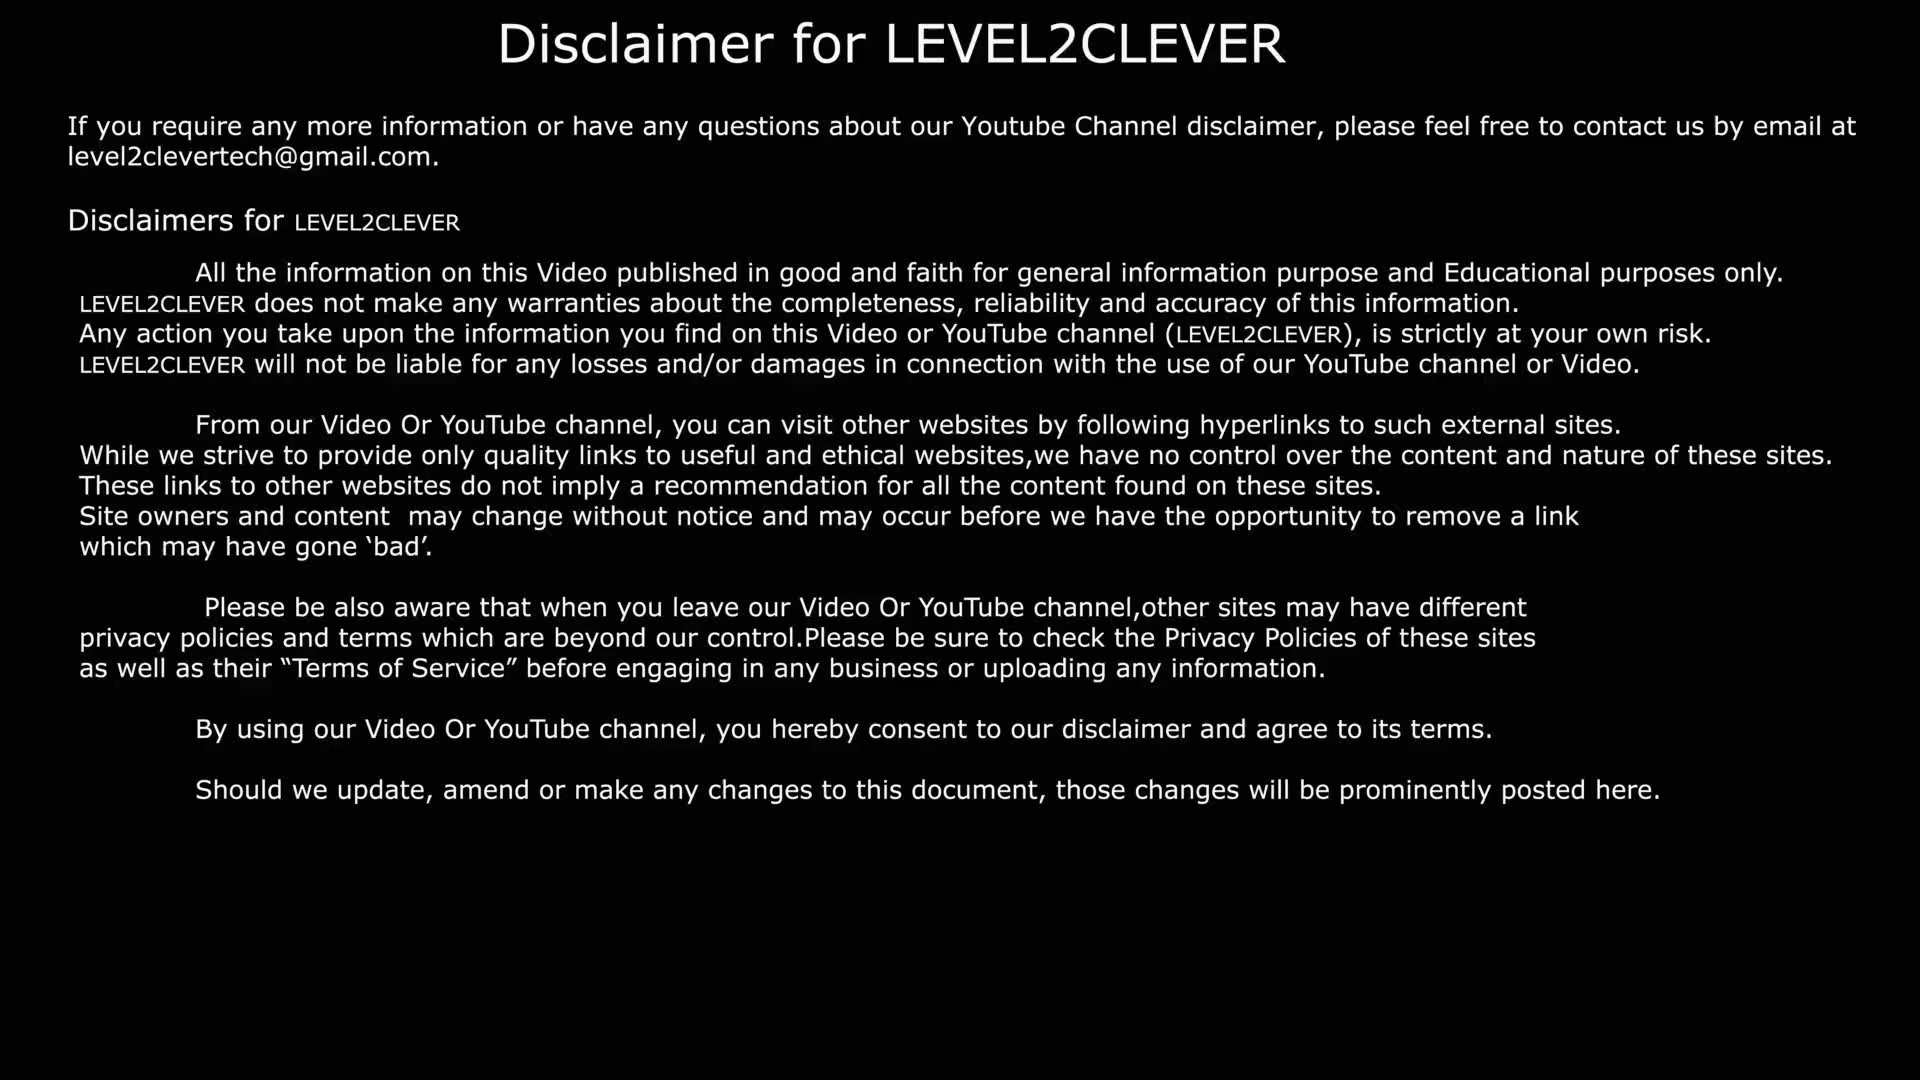 Disclaimer for LEVEL2CLEVER
If you require any more information or have any questions about our Youtube Channel disclaimer, please feel free to contact us by email at
level2clevertech@gmail.com.
Disclaimers for LEVEL2CLEVER
All the information on this Video published in good and faith for general information purpose and Educational purposes only.
LEVEL2CLEVER does not make any warranties about the completeness, reliability and accuracy of this information.
Any action you take upon the information you find on this Video or YouTube channel (LEVEL2CLEVER), is strictly at your own risk.
LEVEL2CLEVER will not be liable for any losses and/or damages in connection with the use of our YouTube channel or Video.
From our Video Or YouTube channel, you can visit other websites by following hyperlinks to such external sites.
While we strive to provide only quality links to useful and ethical websites,we have no control over the content and nature of these sites.
These links to other websites do not imply a recommendation for all the content found on these sites.
Site owners and content  may change without notice and may occur before we have the opportunity to remove a link
which may have gone ‘bad’.
Please be also aware that when you leave our Video Or YouTube channel,other sites may have different
privacy policies and terms which are beyond our control.Please be sure to check the Privacy Policies of these sites
as well as their “Terms of Service” before engaging in any business or uploading any information.
By using our Video Or YouTube channel, you hereby consent to our disclaimer and agree to its terms.
Should we update, amend or make any changes to this document, those changes will be prominently posted here.